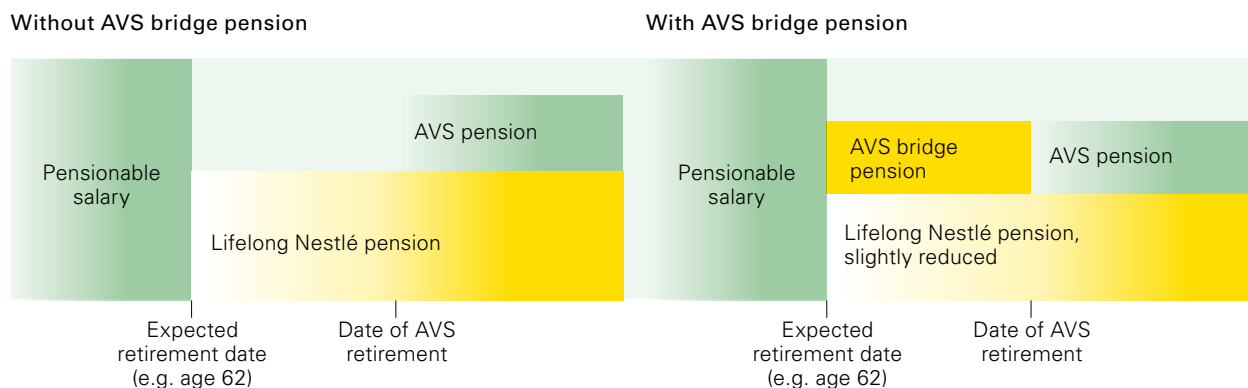 Without AVS bridge pension
Pensionable
salary
AVS pension
Lifelong Nestlé pension
Expected
retirement date
(e.g. age 62)
Date of AVS
retirement
With AVS bridge pension
Pensionable
salary
AVS bridge
pension
AVS pension
Lifelong Nestlé pension,
slightly reduced
Expected
retirement date
(e.g. age 62)
Date of AVS
retirement